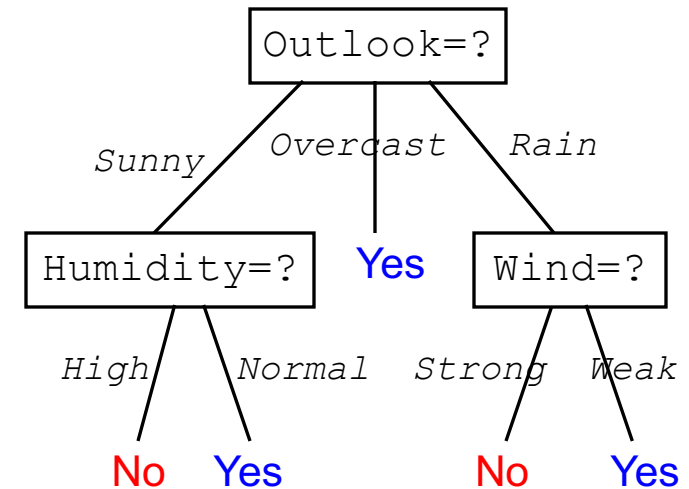 Outlook=?
Sunny Overcast Rain
Humidity=? Yes Wind=?
High Normal Strong Weak
No Yes No Yes